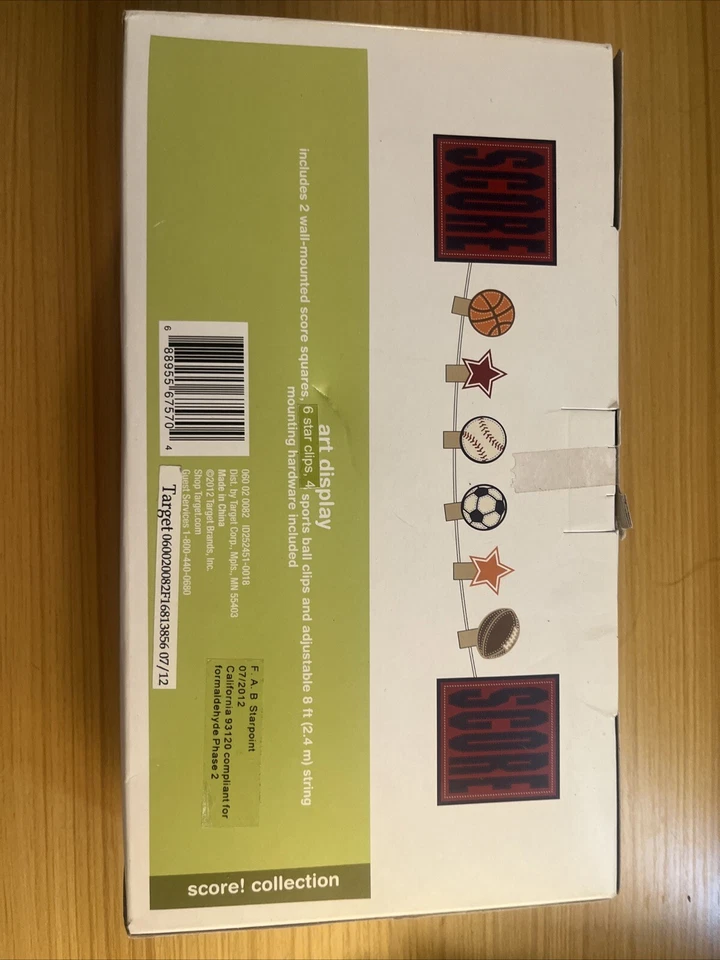 SCORE
SCORE
art display
includes 2 wall-mounted score squares, 6 star clips, 4 sports ball clips and adjustable 8 ft (2.4 m) string
mounting hardware included
6 88955 67570 4
060 02 0082 ID252451-0018
Dist. by Target Corp., Mpls., MN 55403
Made in China
©2012 Target Brands, Inc.
Shop Target.com
Guest Services 1-800-440-0680
Target 060020082F16813856 07/12
F A B Starpoint
07/2012
California 93120 compliant for
formaldehyde Phase 2
score! collection